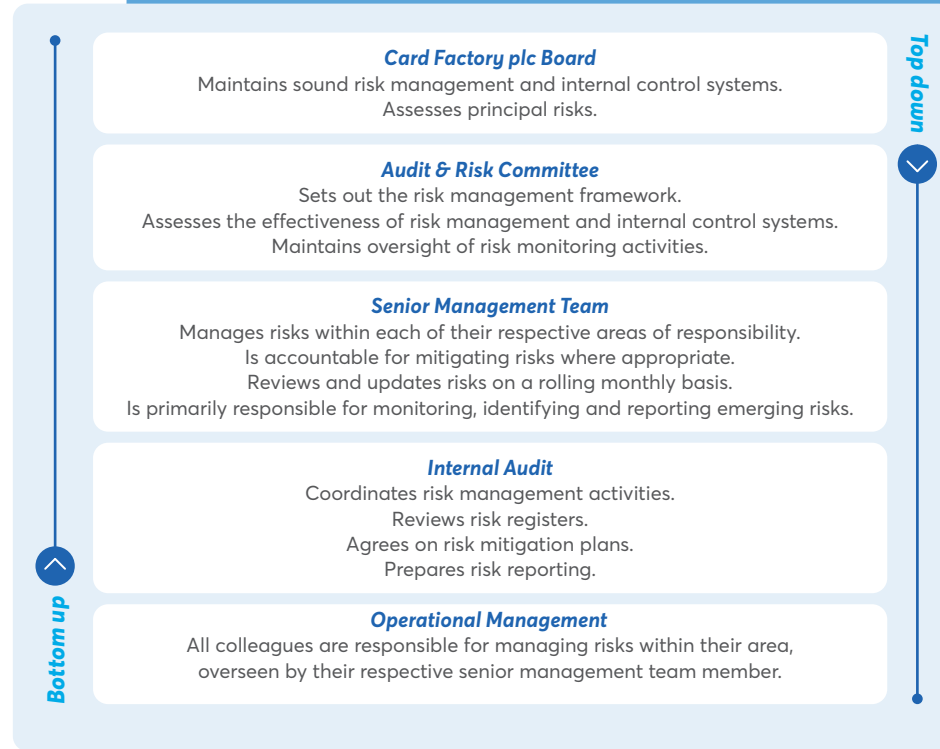 Card Factory plc Board
Maintains sound risk management and internal control systems.
Assesses principal risks.
Audit & Risk Committee
Sets out the risk management framework.
Assesses the effectiveness of risk management and internal control systems.
Maintains oversight of risk monitoring activities.
Senior Management Team
Manages risks within each of their respective areas of responsibility.
Is accountable for mitigating risks where appropriate.
Reviews and updates risks on a rolling monthly basis.
Is primarily responsible for monitoring, identifying and reporting emerging risks.
Internal Audit
Coordinates risk management activities.
Reviews risk registers.
Agrees on risk mitigation plans.
Prepares risk reporting.
Operational Management
All colleagues are responsible for managing risks within their area,
overseen by their respective senior management team member.
Bottom up
Top down